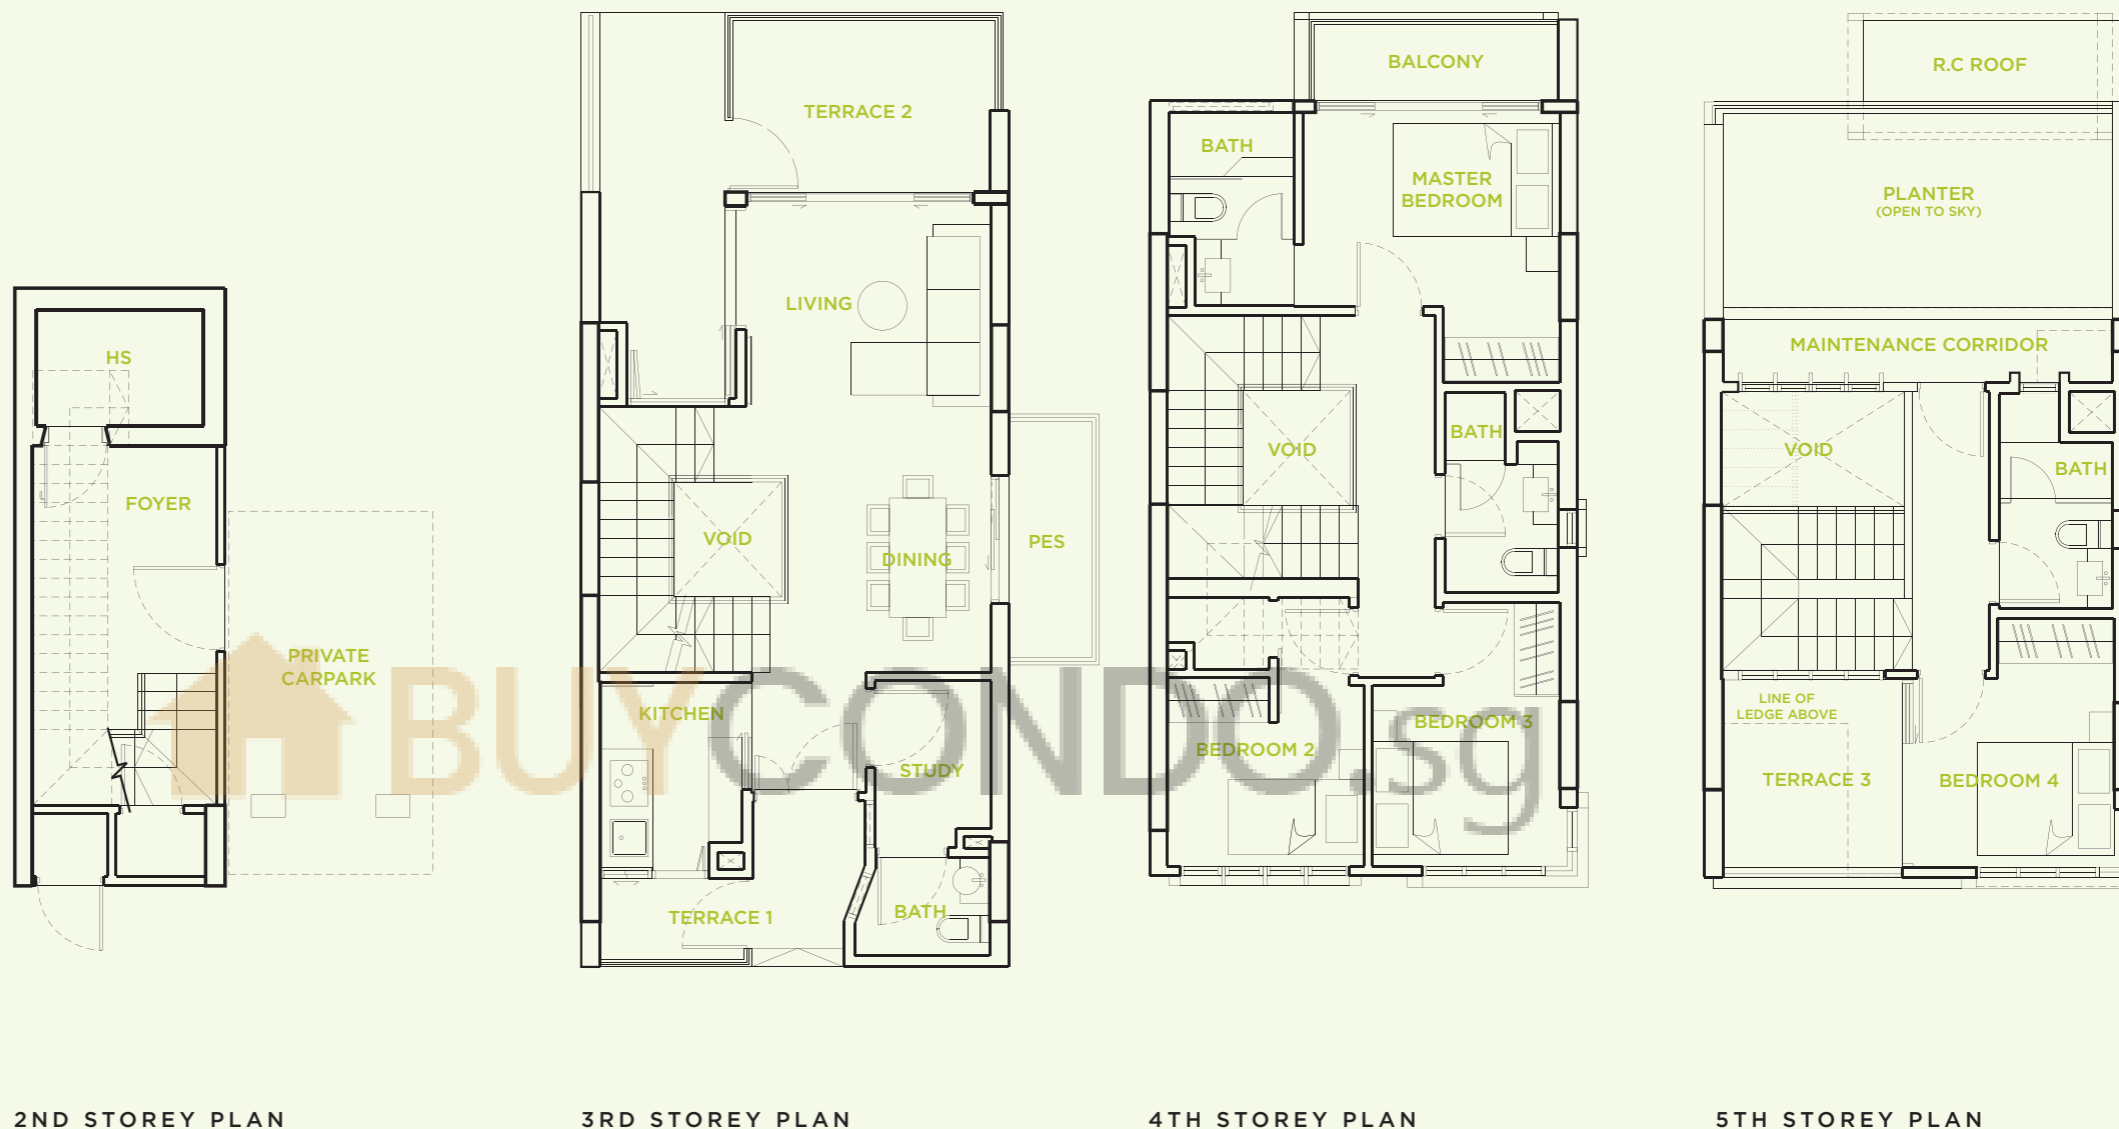 HS
FOYER
PRIVATE
CARPARK
2ND STOREY PLAN
TERRACE 2
LIVING
VOID
DINING
PES
KITCHEN
STUDY
TERRACE 1
BATH
3RD STOREY PLAN
BALCONY
BATH
MASTER
BEDROOM
VOID
BATH
BEDROOM 2
BEDROOM 3
4TH STOREY PLAN
R.C ROOF
PLANTER
(OPEN TO SKY)
MAINTENANCE CORRIDOR
VOID
BATH
LINE OF
LEDGE ABOVE
TERRACE 3
BEDROOM 4
5TH STOREY PLAN
BUYCONDO.sg